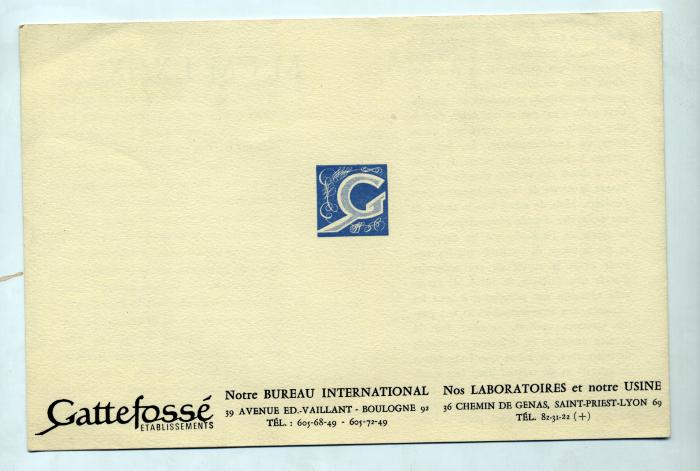 G
Gattefossé
ETABLISSEMENTS
Notre BUREAU INTERNATIONAL
39 AVENUE ED.-VAILLANT - BOULOGNE 92
TÉL. : 605-68-49 - 605-72-49
Nos LABORATOIRES et notre USINE
36 CHEMIN DE GENAS, SAINT-PRIEST-LYON 69
TÉL. 82-31-22 (+)